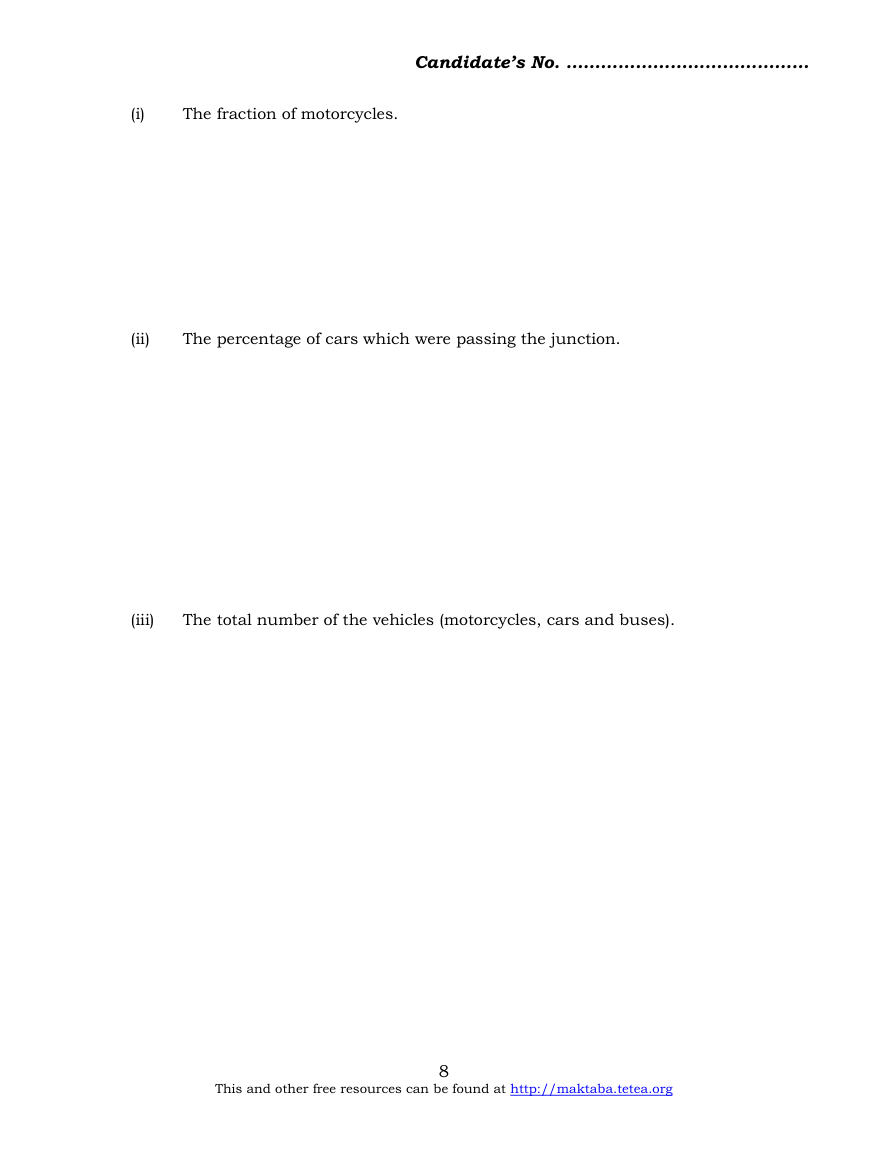 Candidate’s No. ..........................................
(i) The fraction of motorcycles.
(ii) The percentage of cars which were passing the junction.
(iii) The total number of the vehicles (motorcycles, cars and buses).
8
This and other free resources can be found at http://maktaba.tetea.org